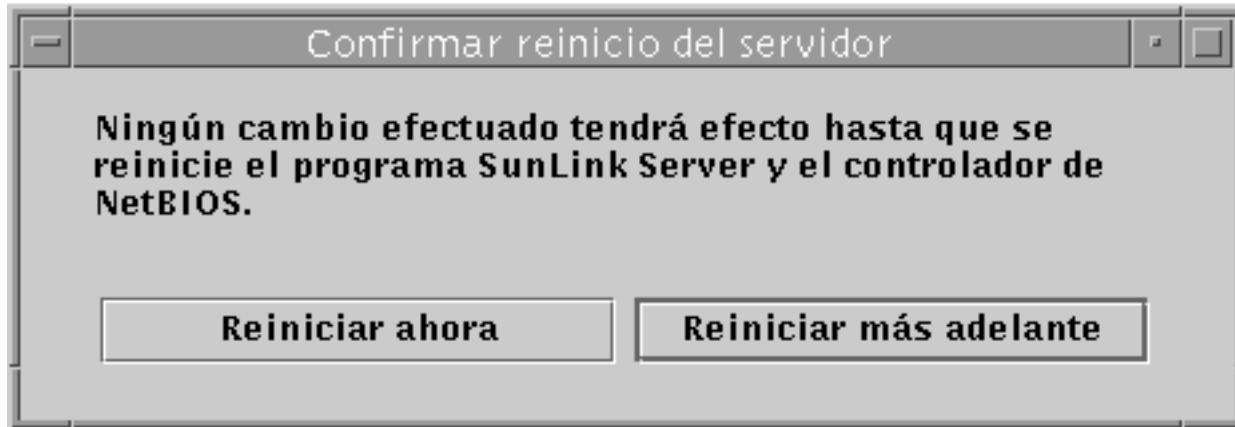 Confirmar reinicio del servidor
Ningún cambio efectuado tendrá efecto hasta que se
reinicie el programa SunLink Server y el controlador de
NetBIOS.
Reiniciar ahora
Reiniciar más adelante